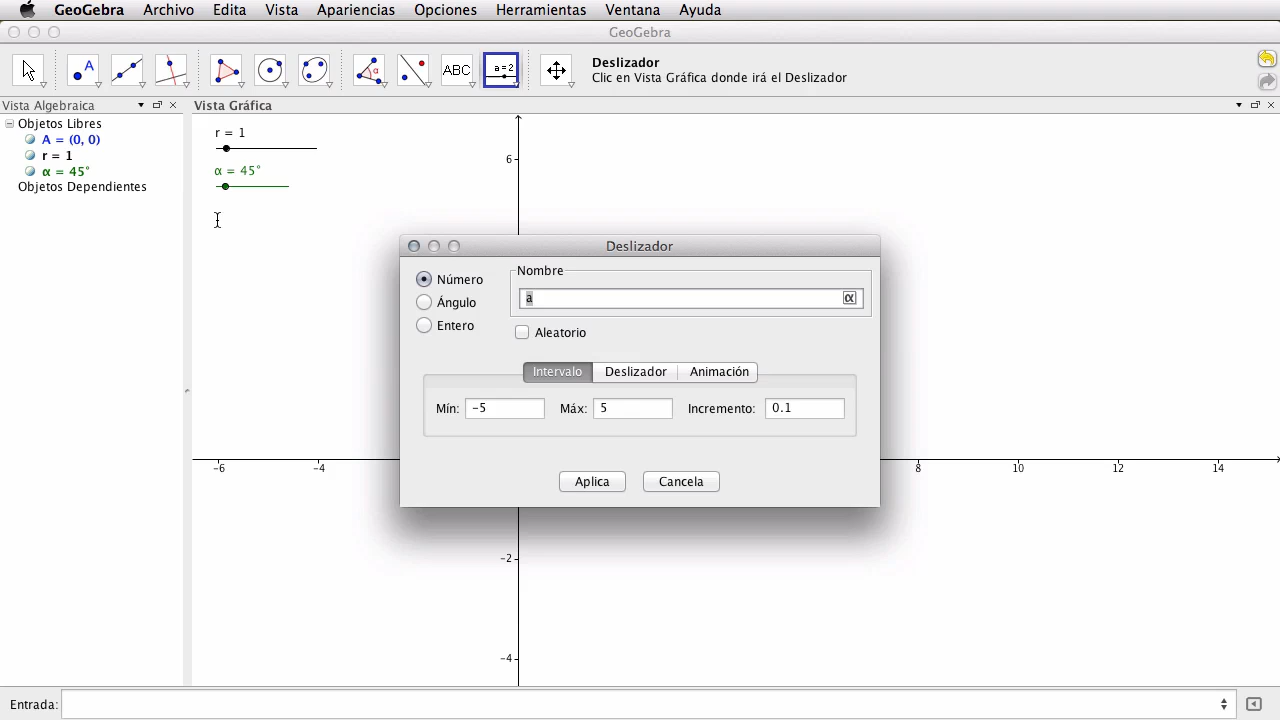 GeoGebra Archivo Edita Vista Apariencias Opciones Herramientas Ventana Ayuda
GeoGebra
A
α
ABC
a = 2
Deslizador
Clic en Vista Gráfica donde irá el Deslizador
Vista Algebraica
Vista Gráfica
Objetos Libres
A = (0, 0)
r = 1
α = 45°
Objetos Dependientes
r = 1
α = 45°
6
-6
-4
8
10
12
14
-2
-4
Deslizador
Número
Ángulo
Entero
Nombre
a
α
Aleatorio
Intervalo Deslizador Animación
Mín: -5 Máx: 5 Incremento: 0.1
Aplica Cancela
Entrada: